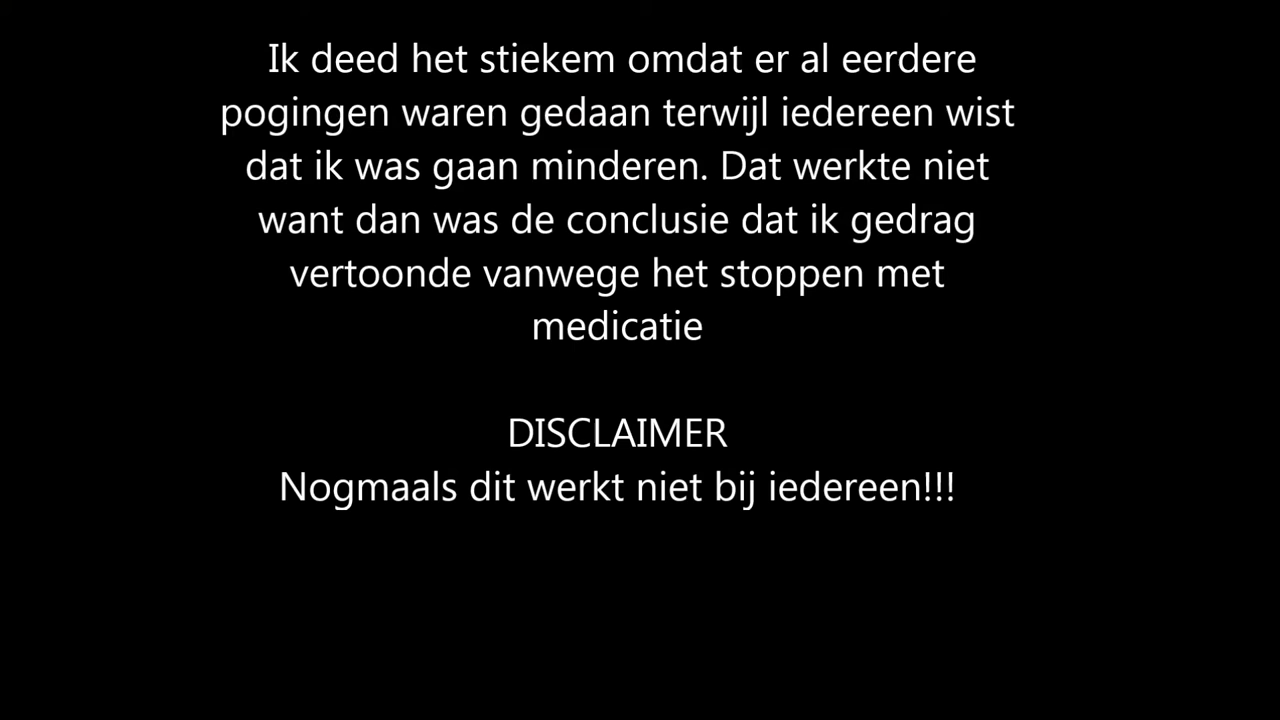 Ik deed het stiekem omdat er al eerdere
pogingen waren gedaan terwijl iedereen wist
dat ik was gaan minderen. Dat werkte niet
want dan was de conclusie dat ik gedrag
vertoonde vanwege het stoppen met
medicatie
DISCLAIMER
Nogmaals dit werkt niet bij iedereen!!!